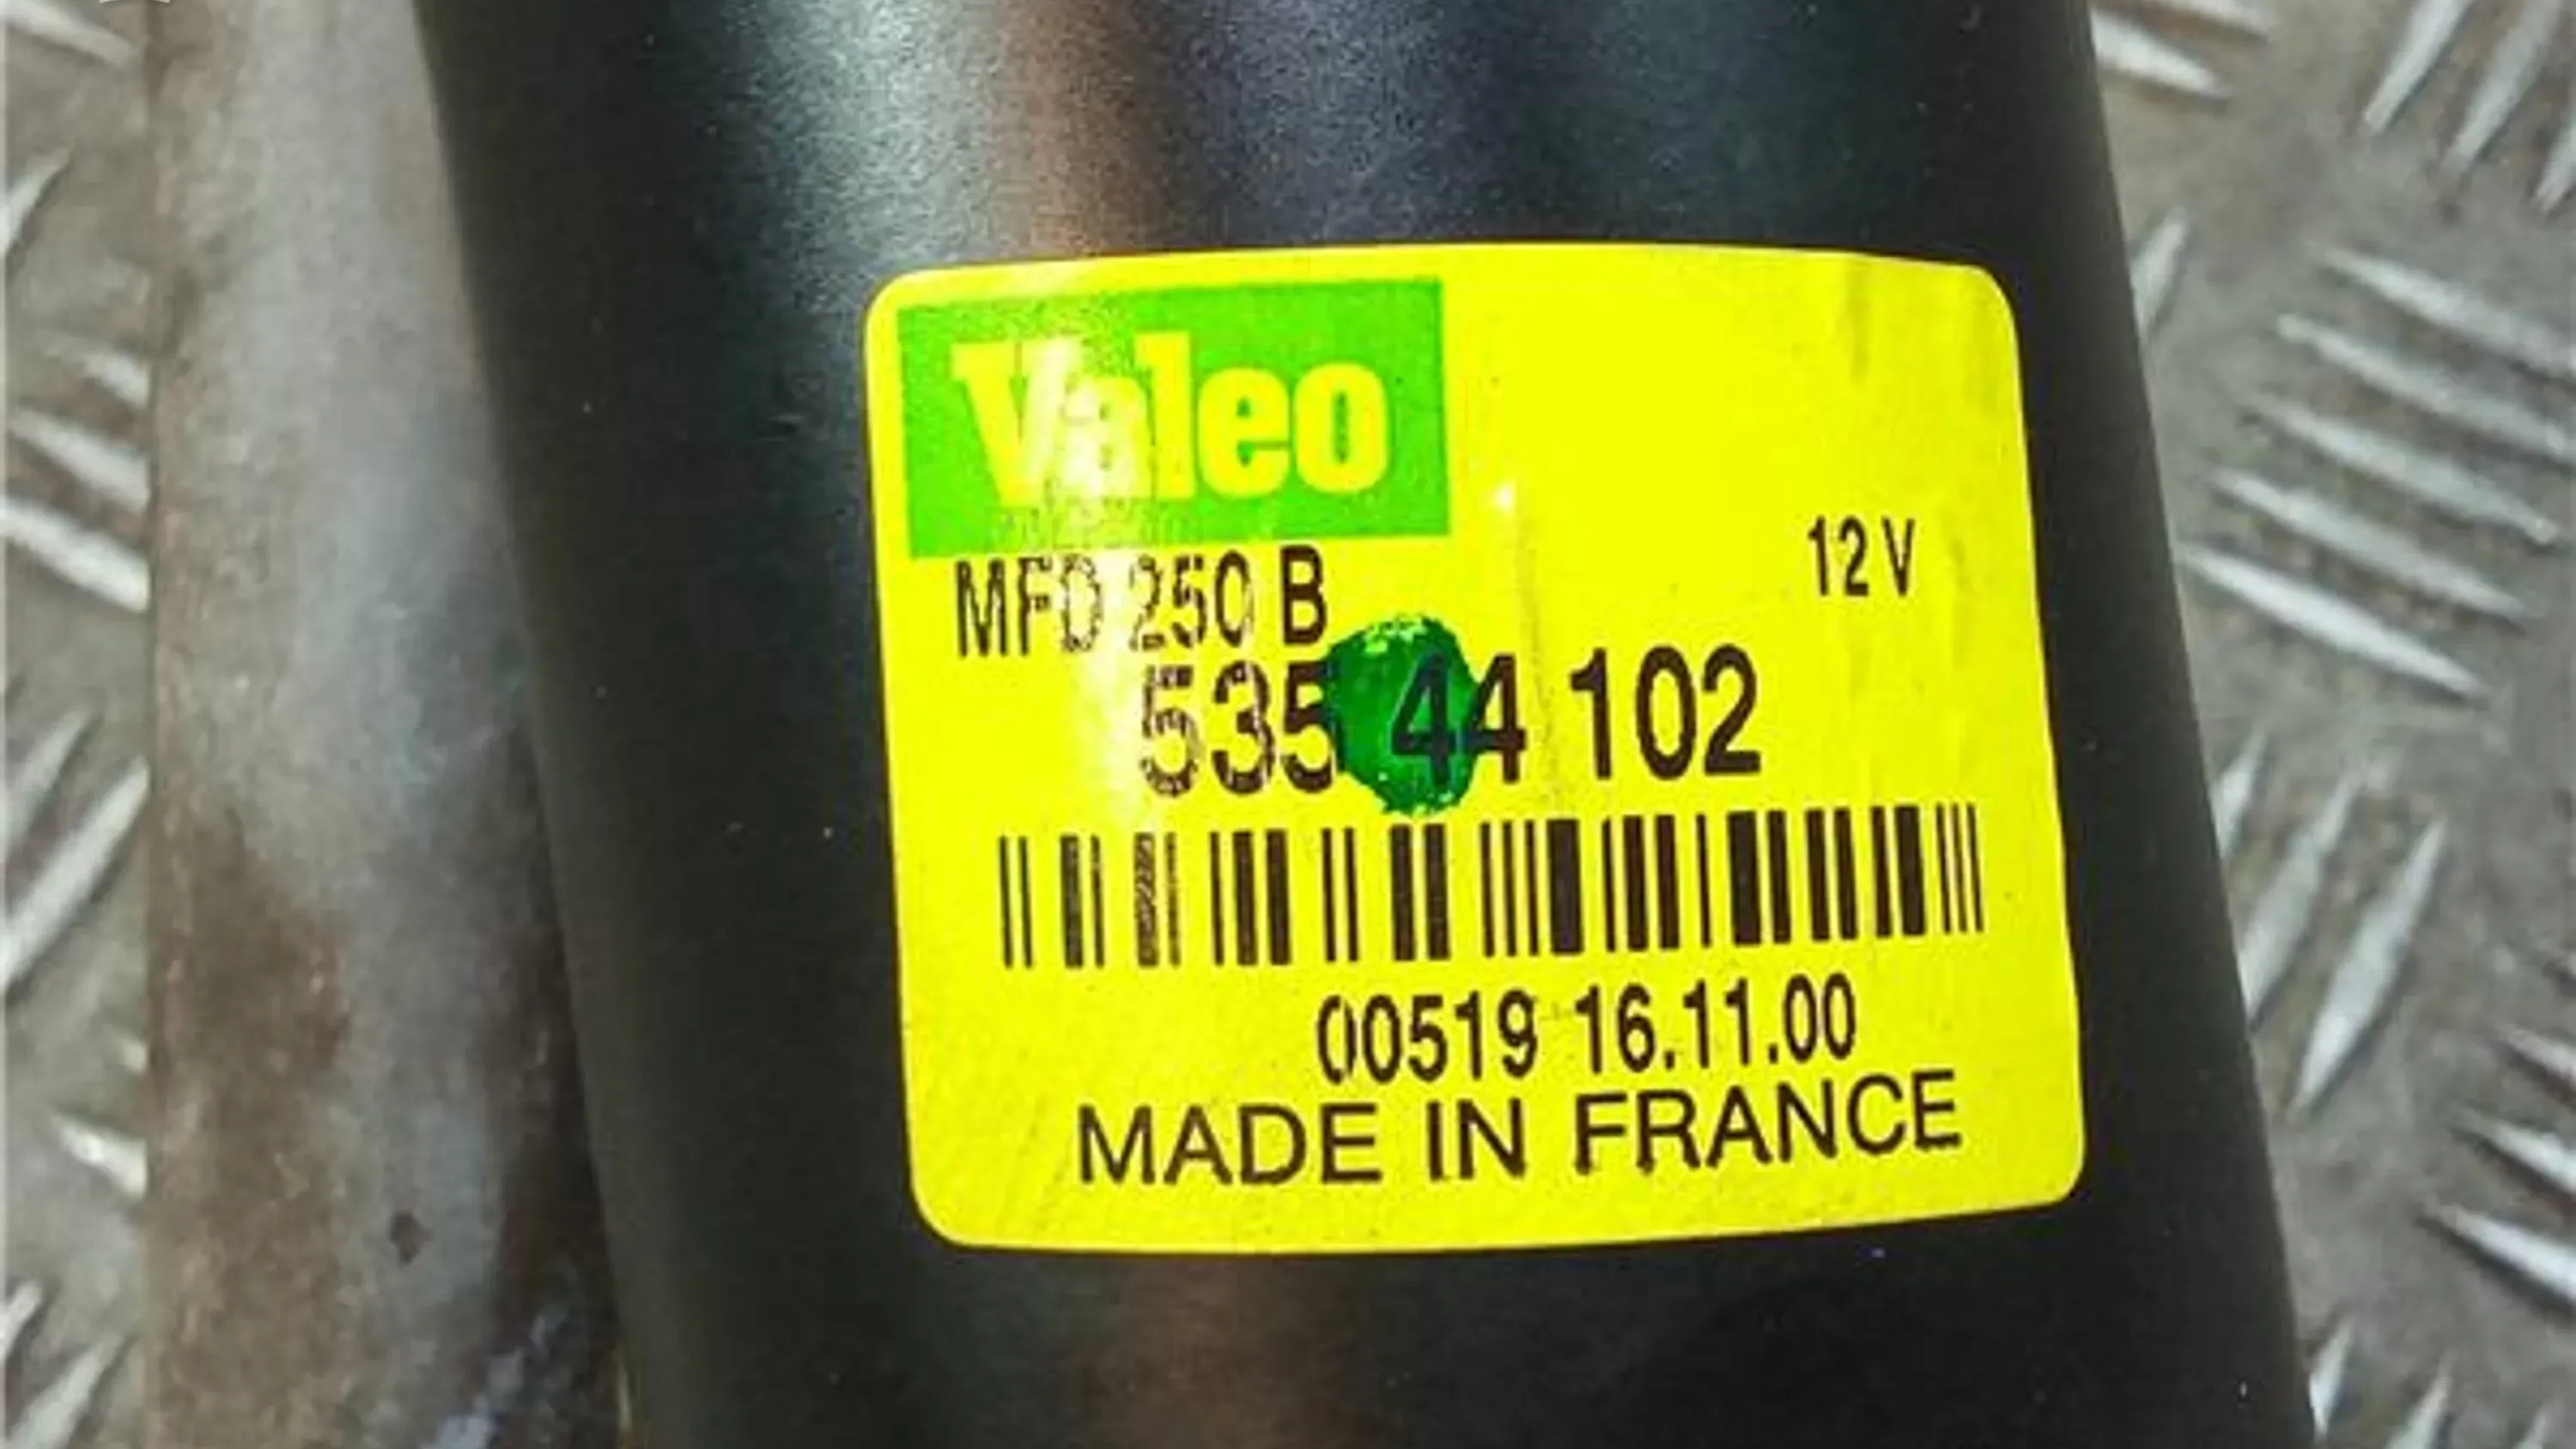 Valeo
MFD 250 B 12 V
535 44 102
00519 16.11.00
MADE IN FRANCE